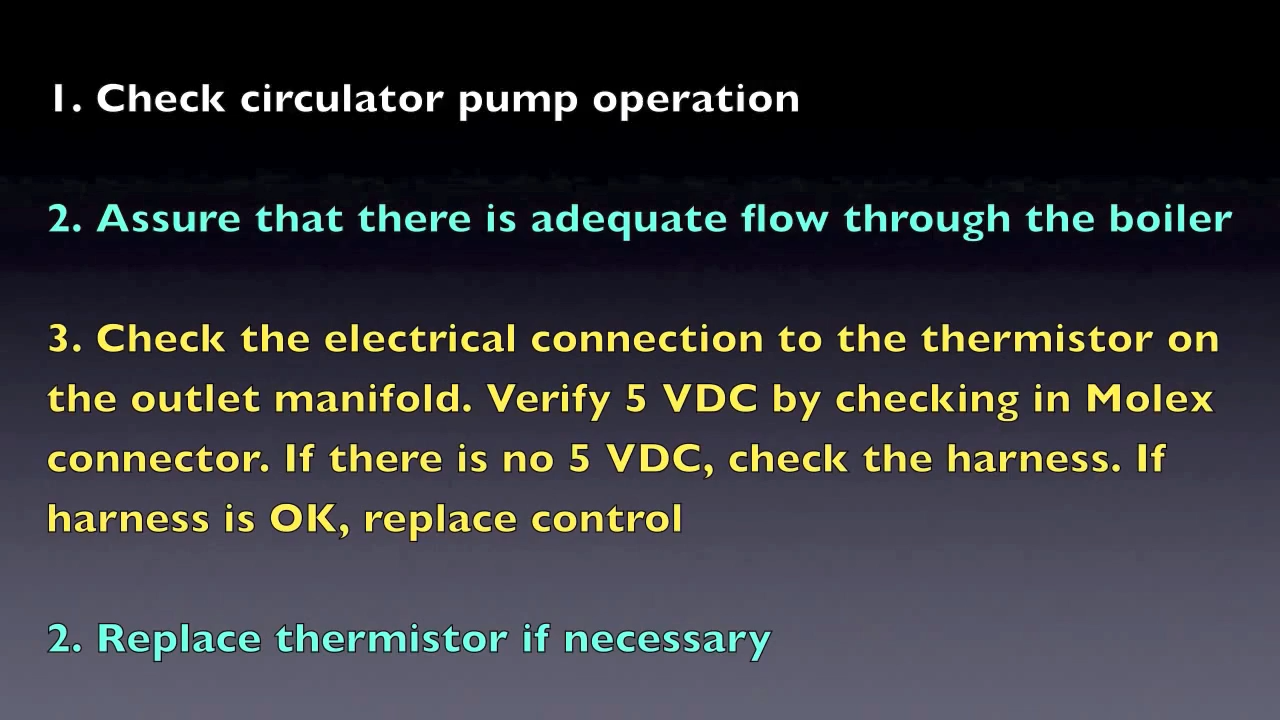 1. Check circulator pump operation
2. Assure that there is adequate flow through the boiler
3. Check the electrical connection to the thermistor on
the outlet manifold. Verify 5 VDC by checking in Molex
connector. If there is no 5 VDC, check the harness. If
harness is OK, replace control
2. Replace thermistor if necessary